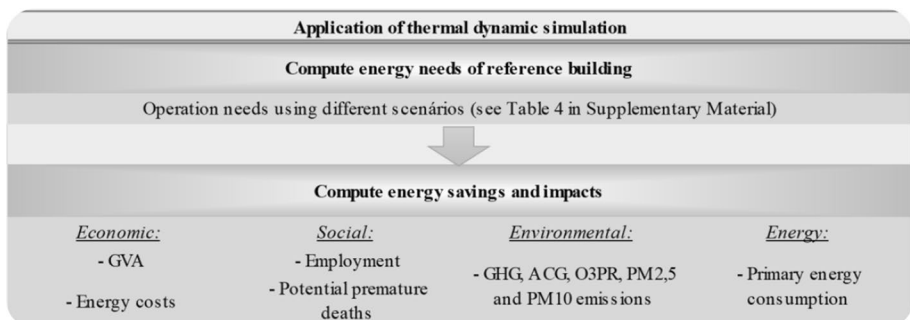 Application of thermal dynamic simulation
Compute energy needs of reference building
Operation needs using different scenários (see Table 4 in Supplementary Material)
Compute energy savings and impacts
Economic:
- GVA
- Energy costs
Social:
- Employment
- Potential premature
deaths
Environmental:
- GHG, ACG, O3PR, PM2,5
and PM10 emissions
Energy:
- Primary energy
consumption